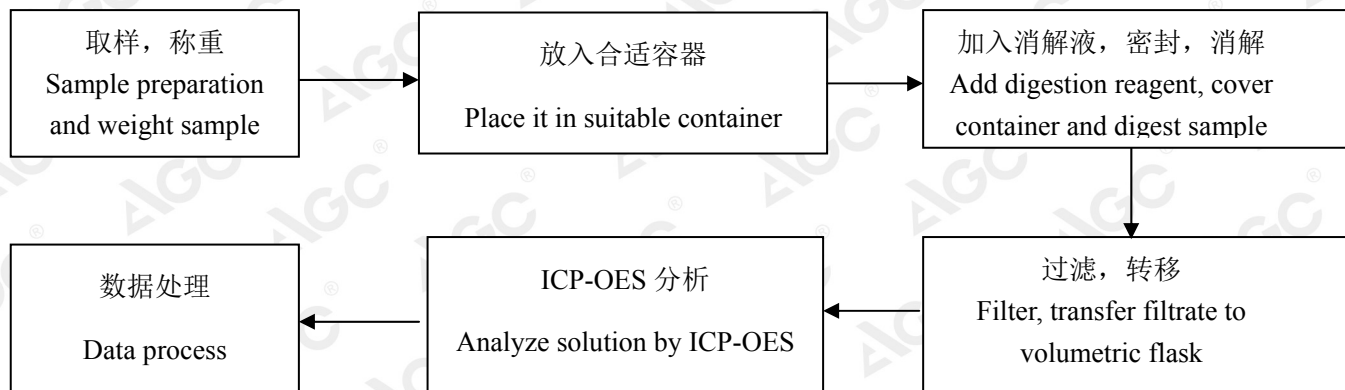 取样，称重
Sample preparation
and weight sample
放入合适容器
Place it in suitable container
加入消解液，密封，消解
Add digestion reagent, cover
container and digest sample
过滤，转移
Filter, transfer filtrate to
volumetric flask
ICP-OES 分析
Analyze solution by ICP-OES
数据处理
Data process
AGC®